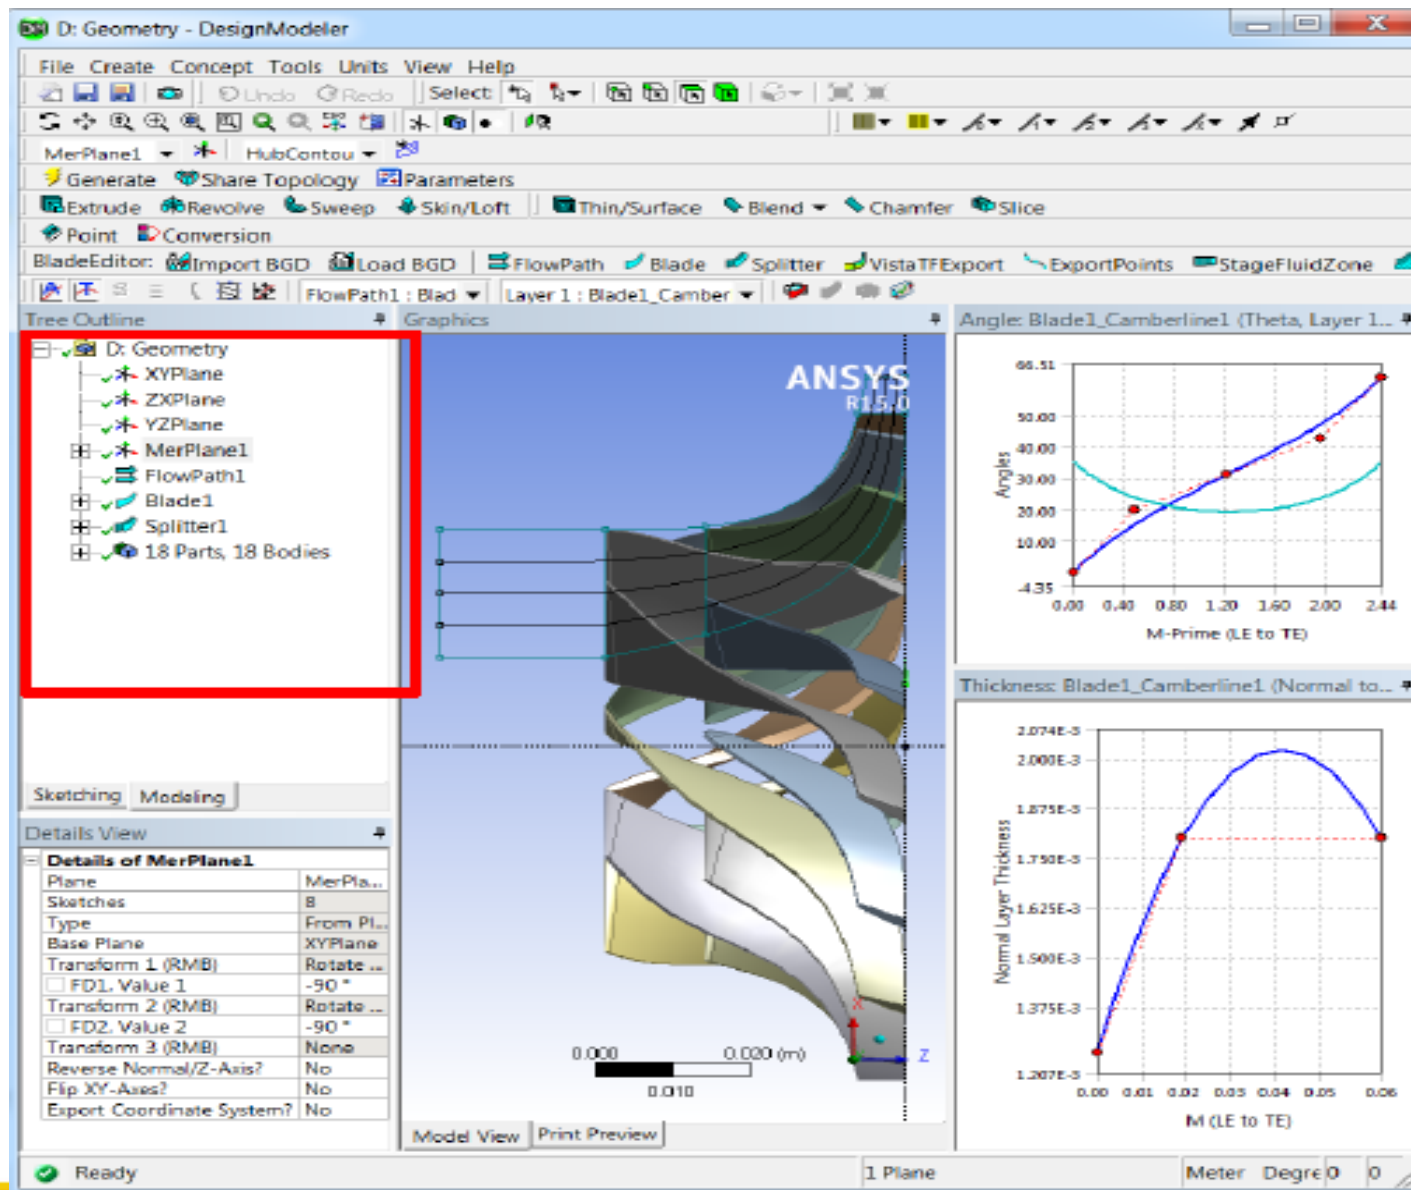 D: Geometry - DesignModeler
File Create Concept Tools Units View Help
Undo Redo Select:
MerPlane1 HubContou
Generate Share Topology Parameters
Extrude Revolve Sweep Skin/Loft Thin/Surface Blend Chamfer Slice
Point Conversion
BladeEditor: Import BGD Load BGD FlowPath Blade Splitter VistaTFExport ExportPoints StageFluidZone
FlowPath1 : Blad Layer 1 : Blade1_Camber
Tree Outline
D: Geometry
XYPlane
ZXPlane
YZPlane
MerPlane1
FlowPath1
Blade1
Splitter1
18 Parts, 18 Bodies
Sketching Modeling
Details View
Details of MerPlane1
Plane MerPla...
Sketches 8
Type From Pl...
Base Plane XYPlane
Transform 1 (RMB) Rotate ...
FD1, Value 1 -90 °
Transform 2 (RMB) Rotate ...
FD2, Value 2 -90 °
Transform 3 (RMB) None
Reverse Normal/Z-Axis? No
Flip XY-Axes? No
Export Coordinate System? No
Graphics
ANSYS
R15.0
X
Z
0.000 0.020 (m)
0.010
Model View Print Preview
Angle: Blade1_Camberline1 (Theta, Layer 1...
66.51
50.00
40.00
30.00
20.00
10.00
-4.35
Angles
0.00 0.40 0.80 1.20 1.60 2.00 2.44
M-Prime (LE to TE)
Thickness: Blade1_Camberline1 (Normal to...
2.074E-3
2.000E-3
1.875E-3
1.750E-3
1.625E-3
1.500E-3
1.375E-3
1.207E-3
Normal Layer Thickness
0.00 0.01 0.02 0.03 0.04 0.05 0.06
M (LE to TE)
Ready 1 Plane Meter Degre 0 0